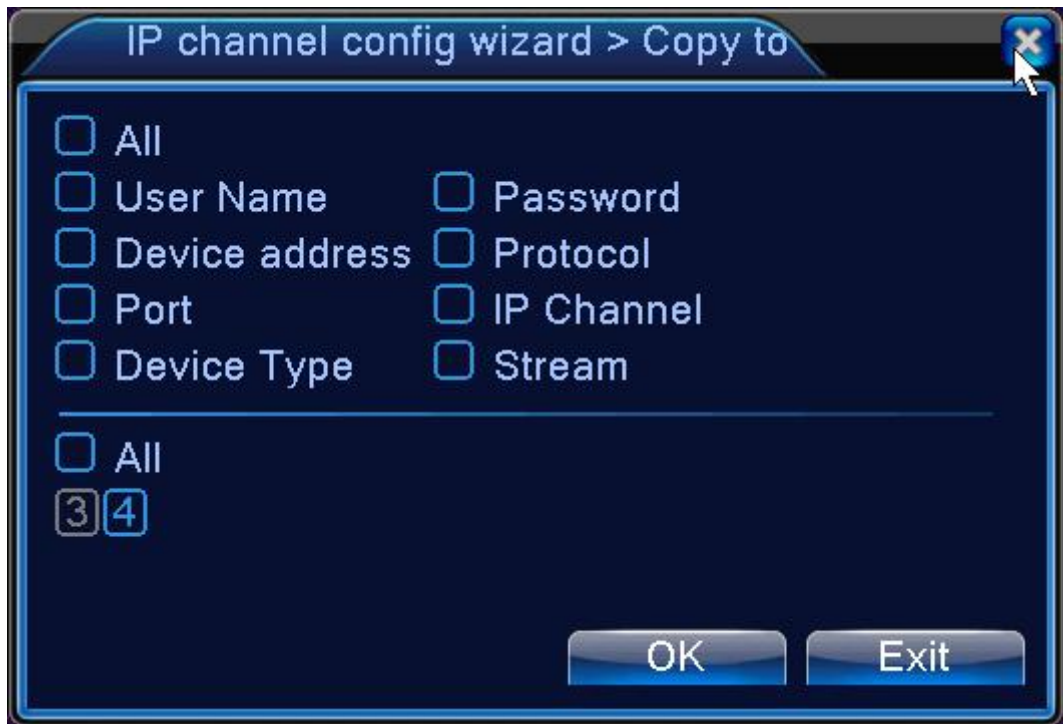 IP channel config wizard > Copy to
All
User Name Password
Device address Protocol
Port IP Channel
Device Type Stream
All
3 4
OK Exit